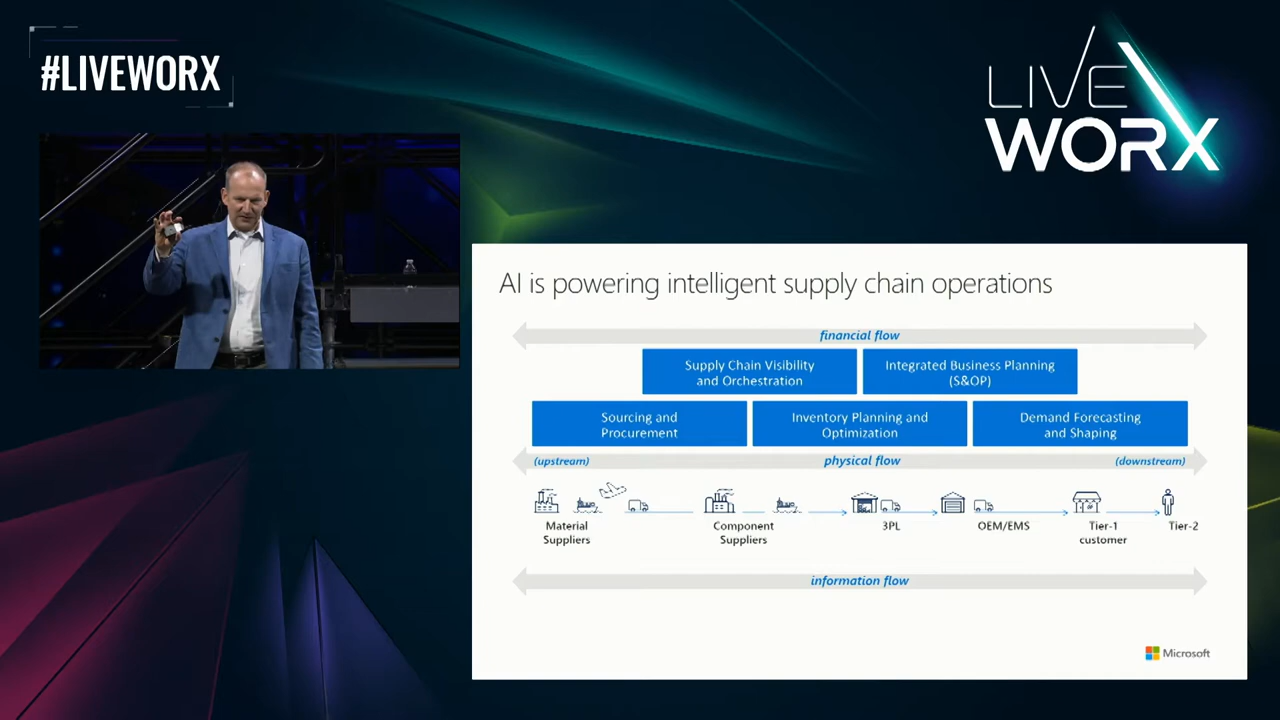 #LIVEWORX
LIVE
WORX
AI is powering intelligent supply chain operations
financial flow
Supply Chain Visibility
and Orchestration
Integrated Business Planning
(S&OP)
Sourcing and
Procurement
Inventory Planning and
Optimization
Demand Forecasting
and Shaping
(upstream)
physical flow
(downstream)
Material
Suppliers
Component
Suppliers
3PL
OEM/EMS
Tier-1
customer
Tier-2
information flow
Microsoft